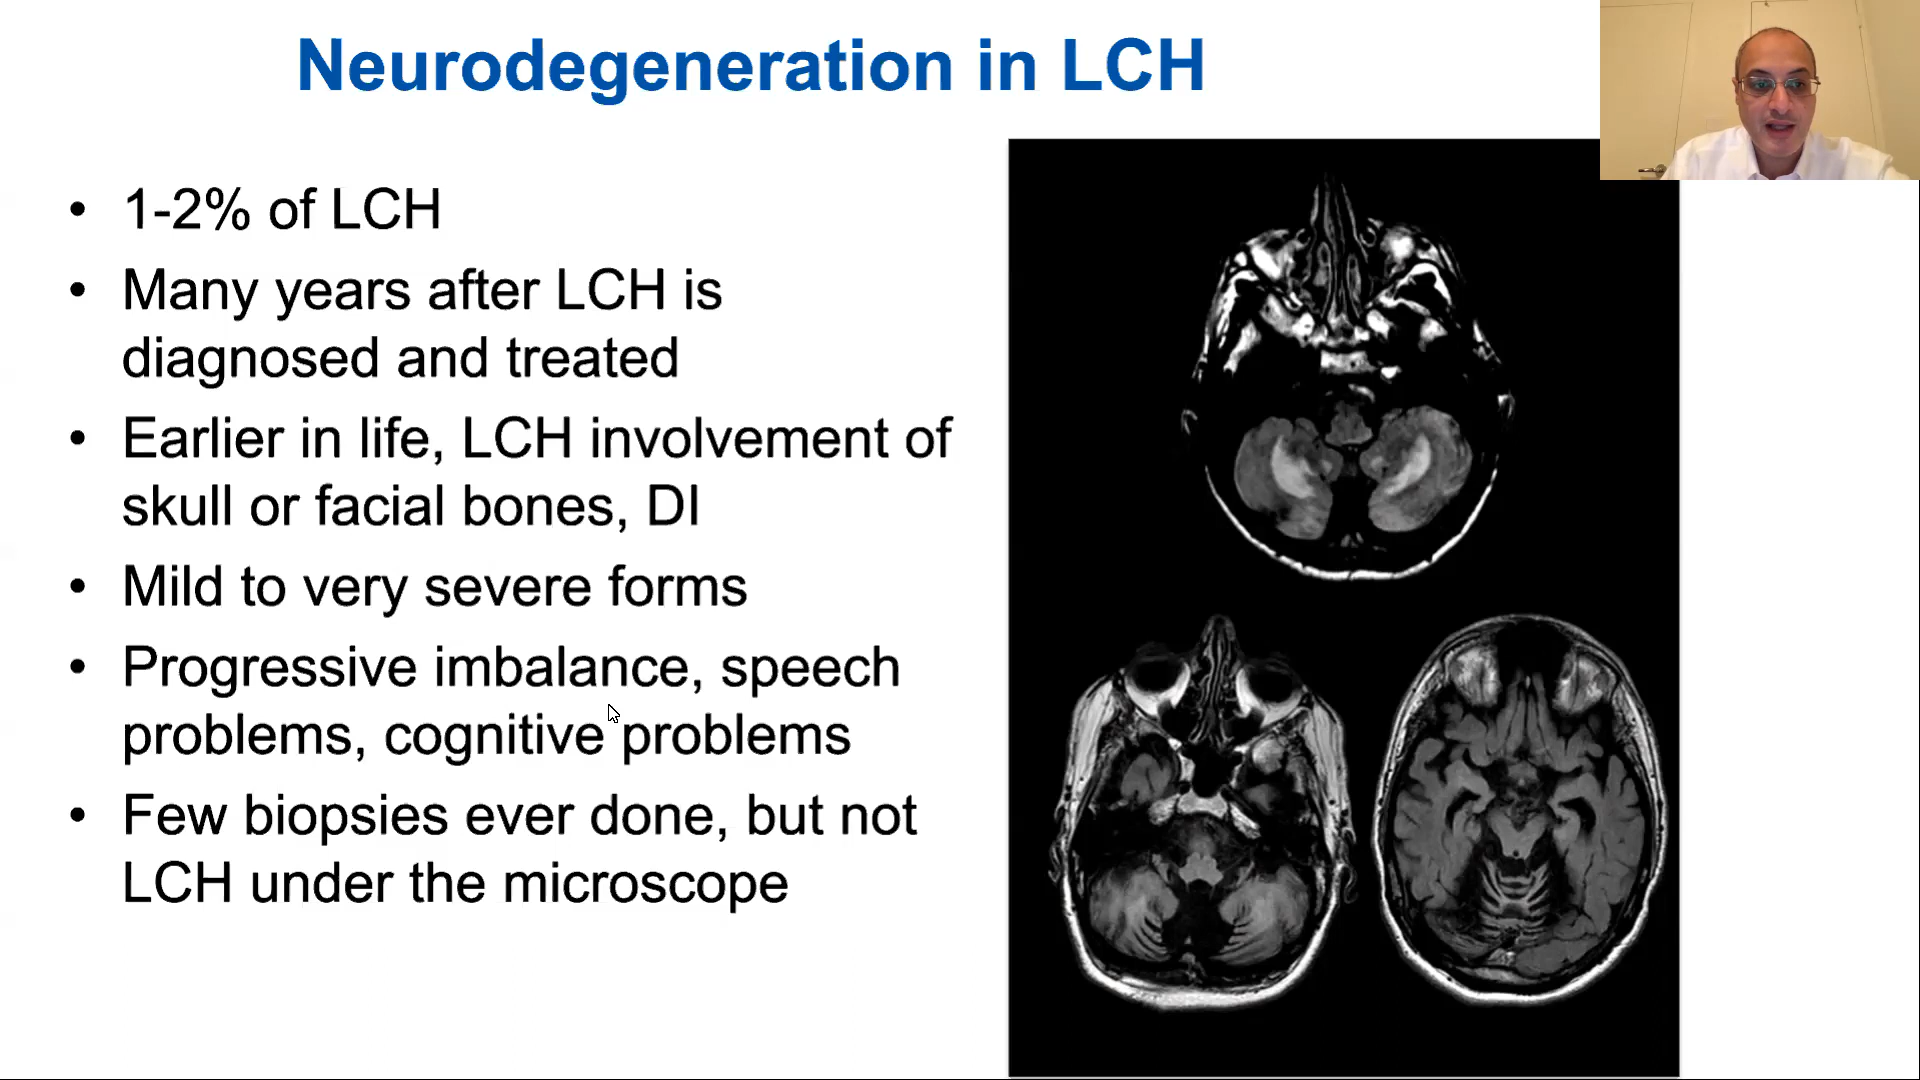 Neurodegeneration in LCH
• 1-2% of LCH
• Many years after LCH is
diagnosed and treated
• Earlier in life, LCH involvement of
skull or facial bones, DI
• Mild to very severe forms
• Progressive imbalance, speech
problems, cognitive problems
• Few biopsies ever done, but not
LCH under the microscope